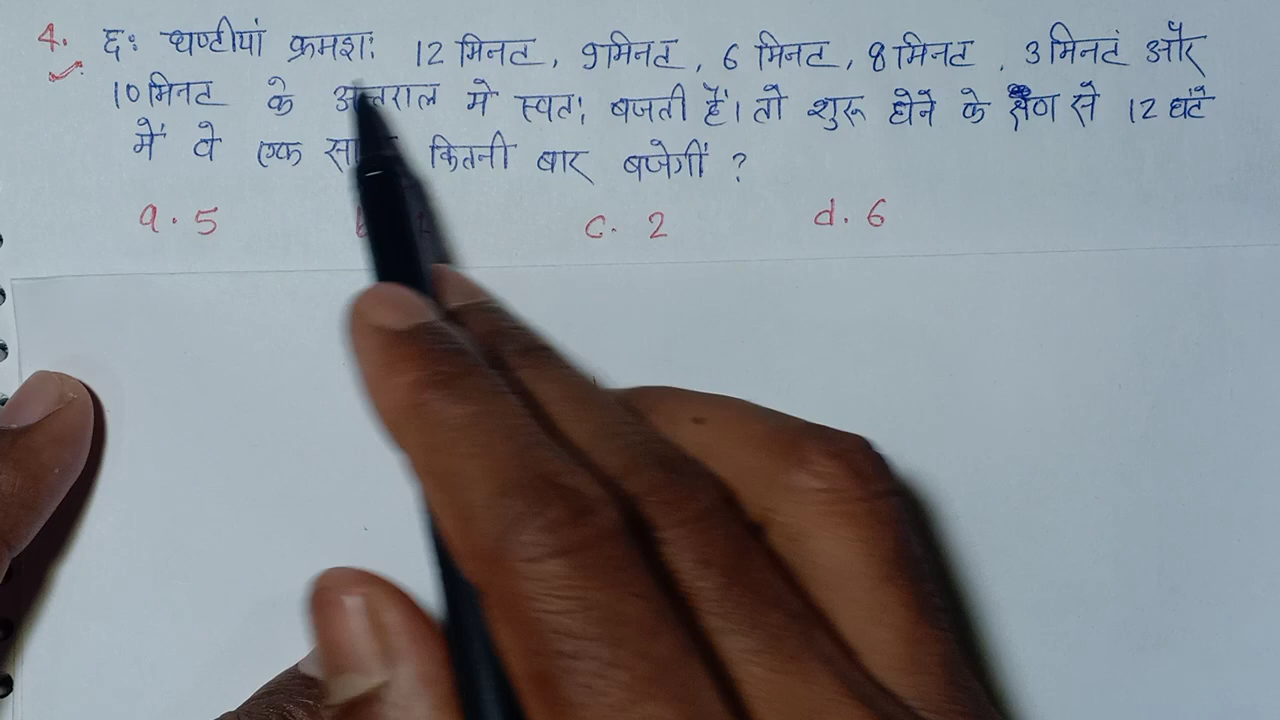 4. छः घण्टीयां क्रमशः 12 मिनट, 9 मिनट, 6 मिनट, 8 मिनट, 3 मिनट और
10 मिनट के अन्तराल मे स्वतः बजती हैं। तो शुरू होने के क्षण से 12 घंटे
में वे एक कितनी बार बजेगीं ?
a. 5 c. 2 d. 6